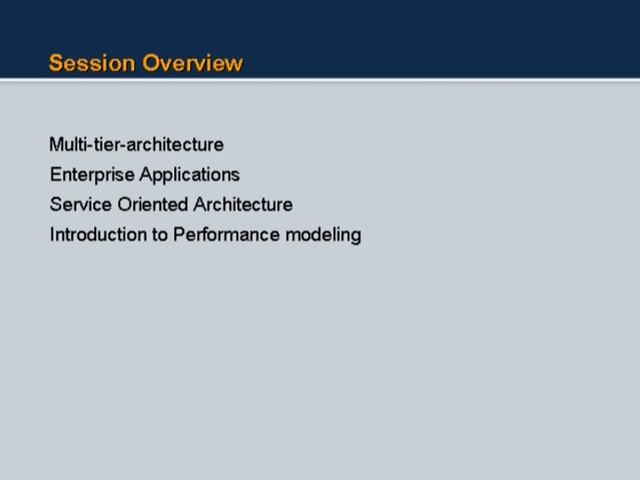 Session Overview
Multi-tier-architecture
Enterprise Applications
Service Oriented Architecture
Introduction to Performance modeling